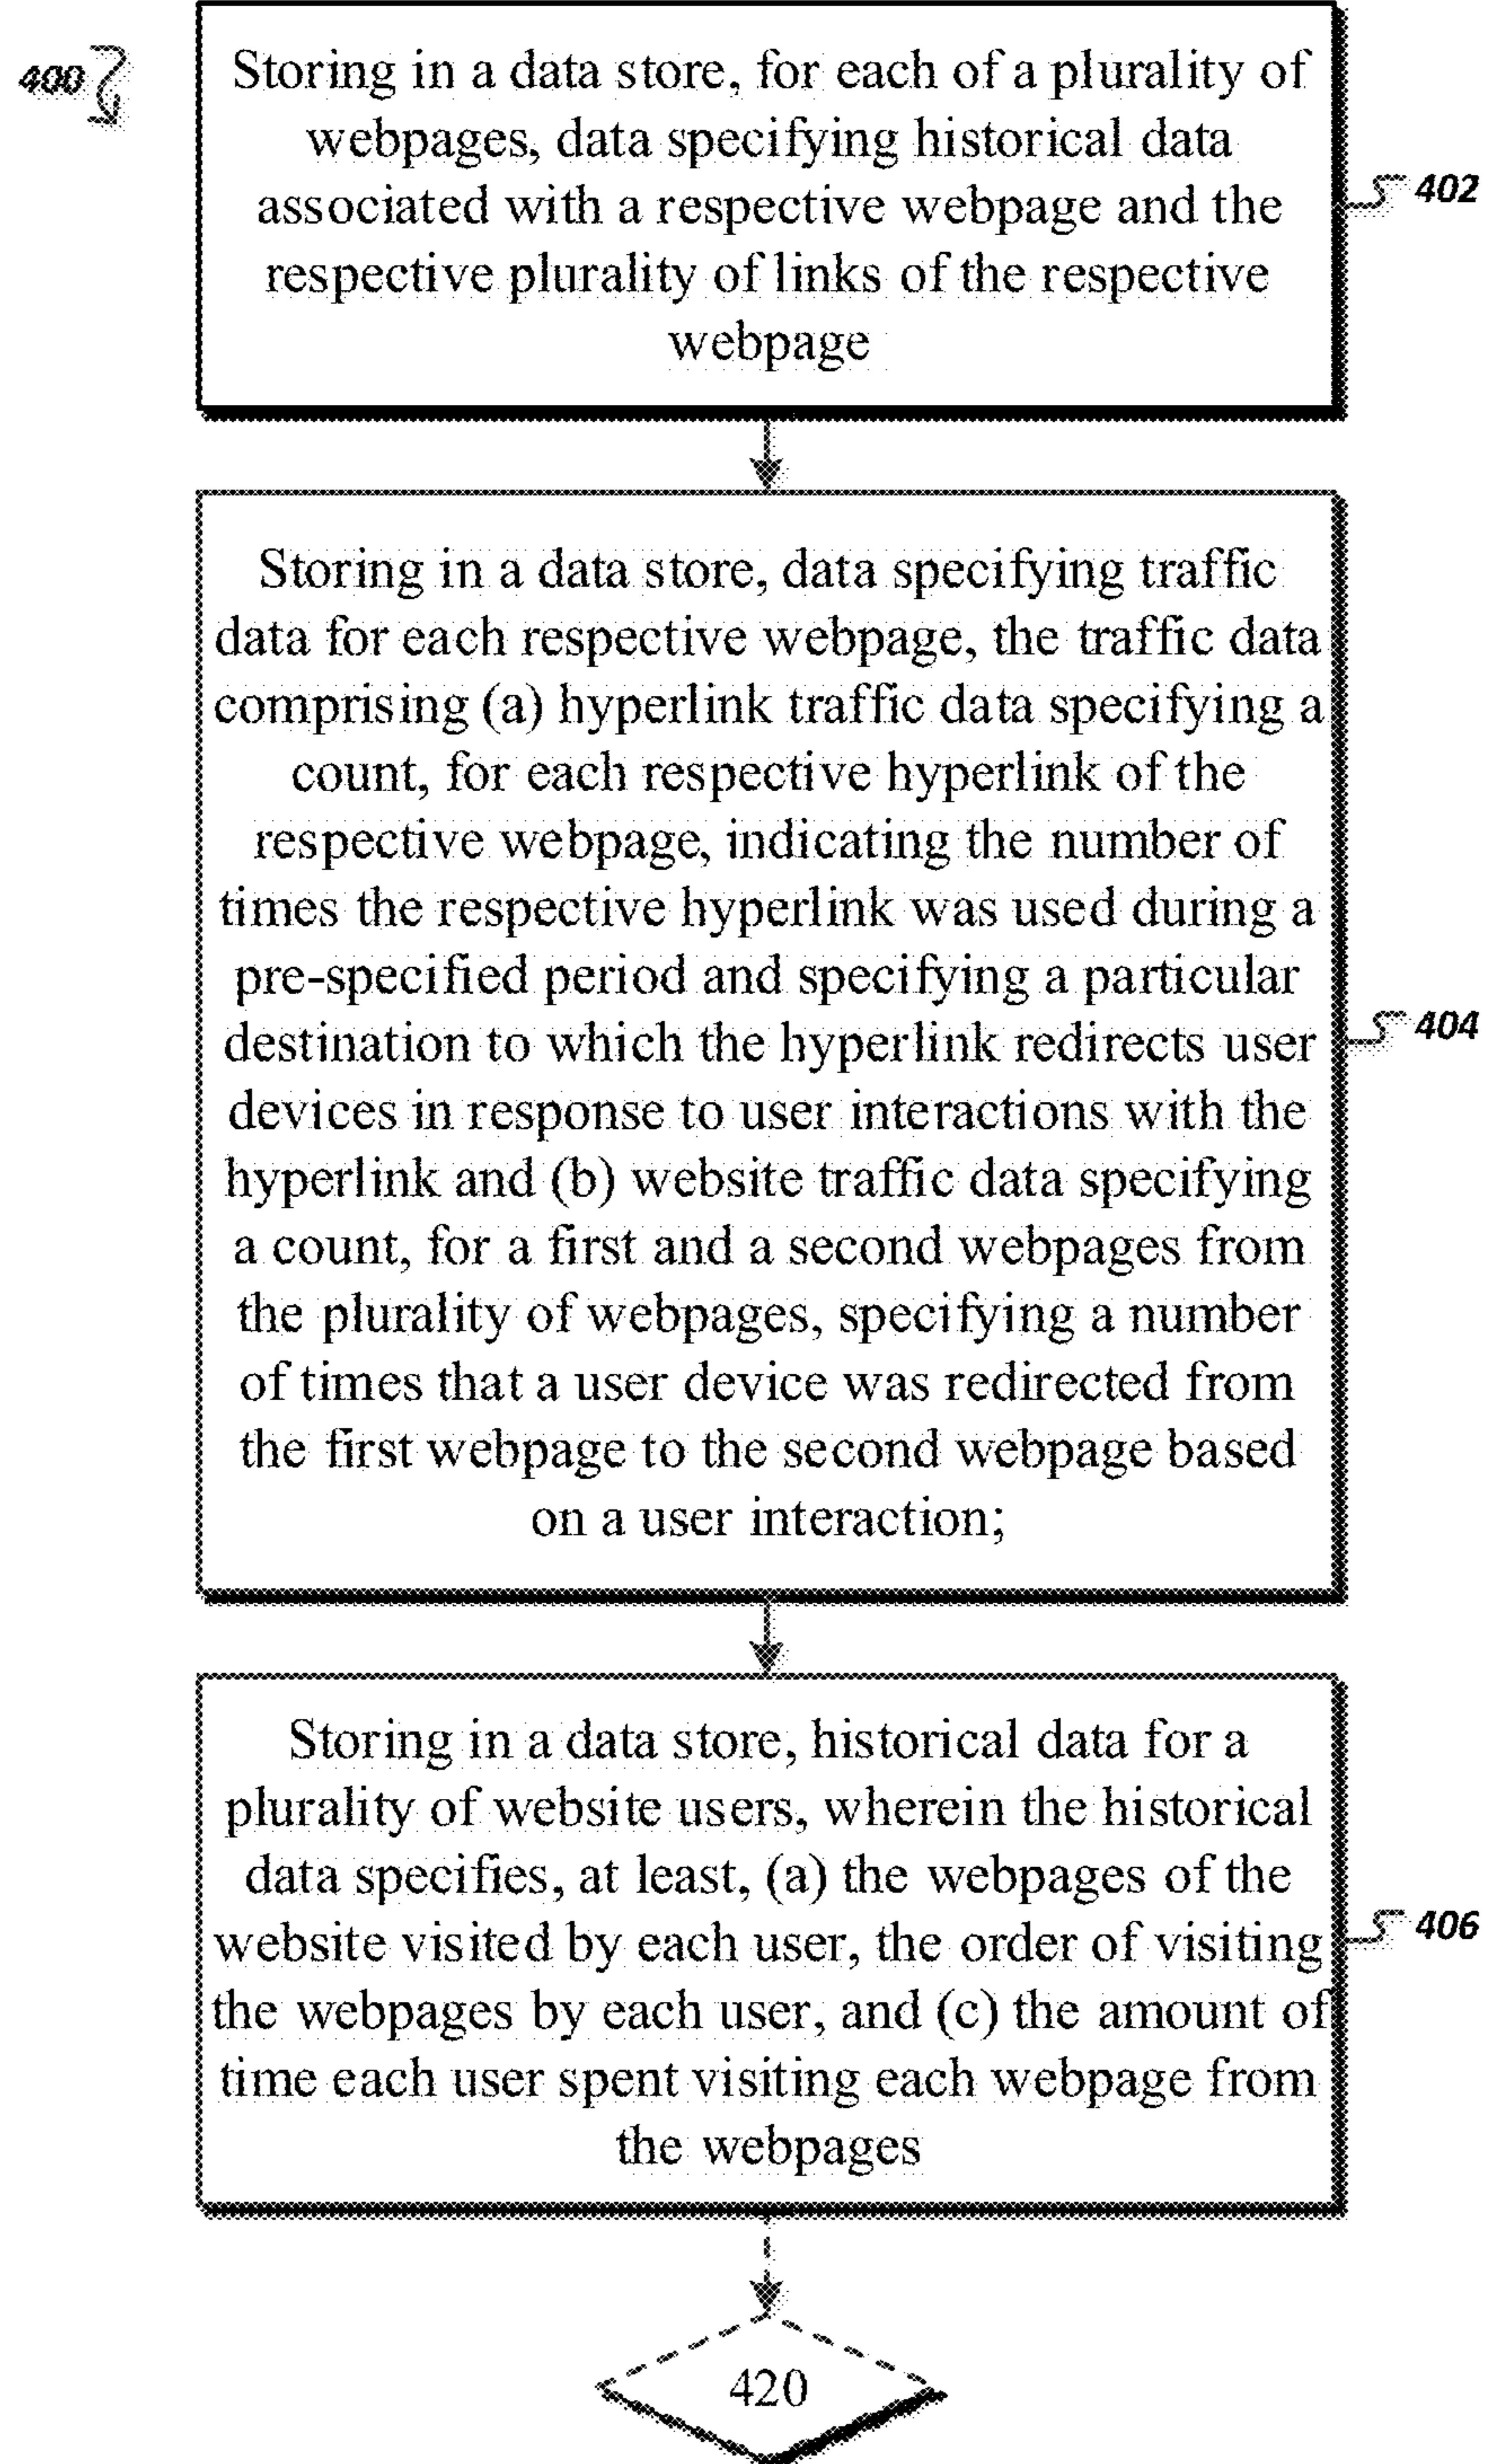 400
Storing in a data store, for each of a plurality of
webpages, data specifying historical data
associated with a respective webpage and the
respective plurality of links of the respective
webpage
402
Storing in a data store, data specifying traffic
data for each respective webpage, the traffic data
comprising (a) hyperlink traffic data specifying a
count, for each respective hyperlink of the
respective webpage, indicating the number of
times the respective hyperlink was used during a
pre-specified period and specifying a particular
destination to which the hyperlink redirects user
devices in response to user interactions with the
hyperlink and (b) website traffic data specifying
a count, for a first and a second webpages from
the plurality of webpages, specifying a number
of times that a user device was redirected from
the first webpage to the second webpage based
on a user interaction;
404
Storing in a data store, historical data for a
plurality of website users, wherein the historical
data specifies, at least, (a) the webpages of the
website visited by each user, the order of visiting
the webpages by each user, and (c) the amount of
time each user spent visiting each webpage from
the webpages
406
420